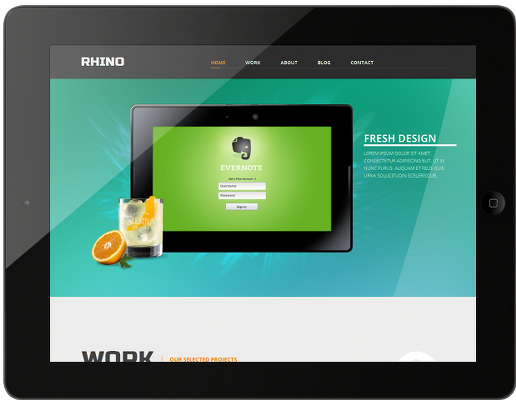 RHINO
HOME WORK ABOUT BLOG CONTACT
EVERNOTE
Username
Password
Sign In
FRESH DESIGN
LOREM IPSUM DOLOR SIT AMET,
CONSECTETUR ADIPISCING ELIT. UT IN
NUNC PURUS. ALIQUAM ET FELIS QUIS
URNA SOLLICITUDIN SCELERISQUE.
WORK
OUR SELECTED PROJECTS